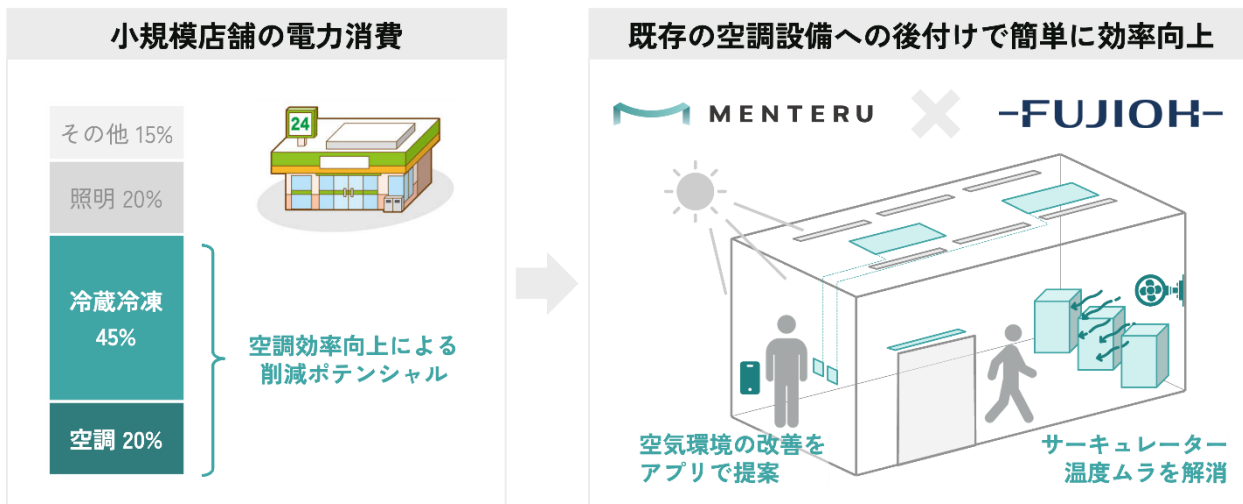 小規模店舗の電力消費
その他 15%
照明 20%
冷蔵冷凍
45%
空調 20%
24
空調効率向上による
削減ポテンシャル
既存の空調設備への後付けで簡単に効率向上
MENTERU
FUJIOH
空気環境の改善を
アプリで提案
サーキュレーター
温度ムラを解消